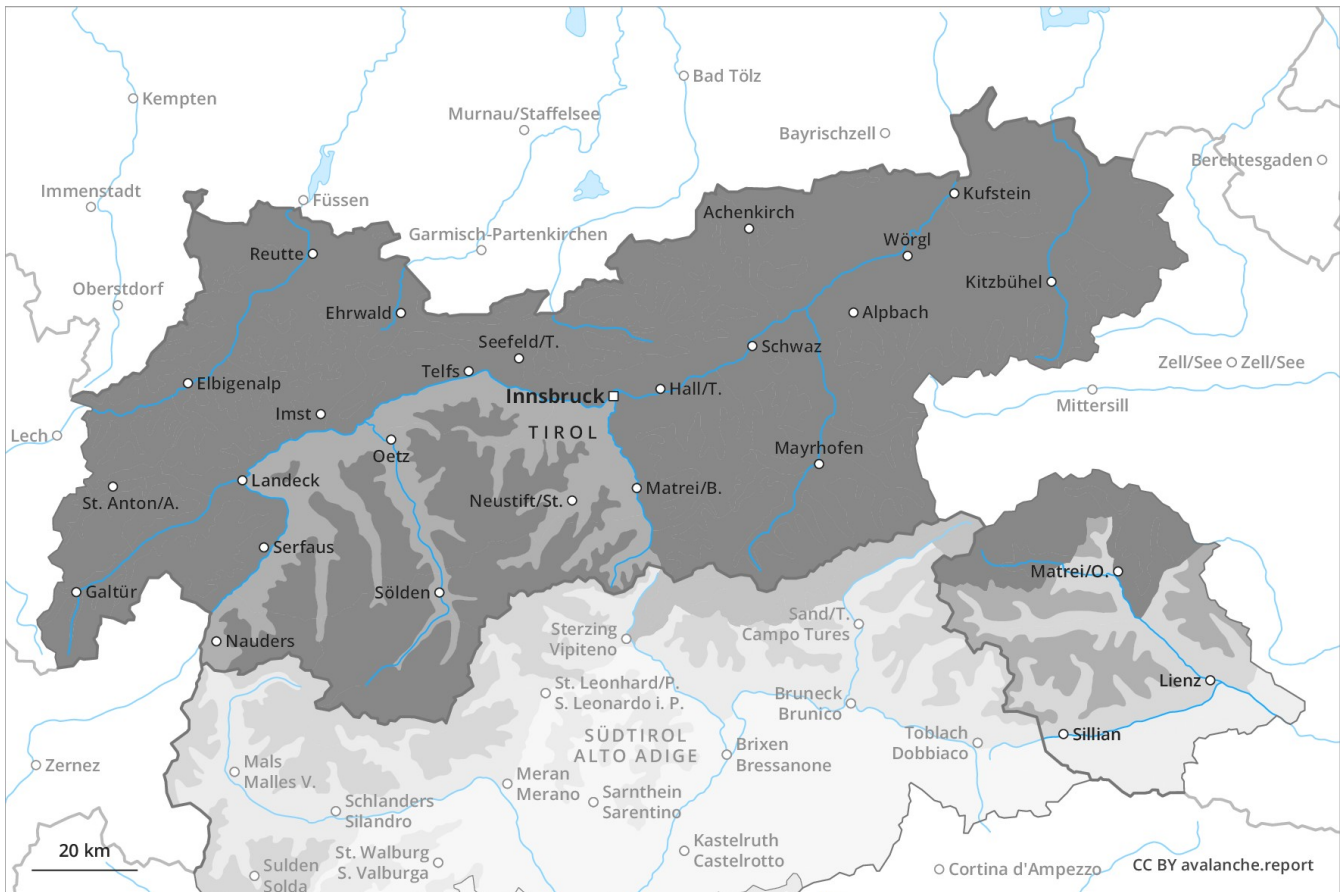 Kempten
Bad Tölz
Murnau/Staffelsee
Bayrischzell
Berchtesgaden
Immenstadt
Füssen
Kufstein
Achenkirch
Garmisch-Partenkirchen
Wörgl
Reutte
Oberstdorf
Kitzbühel
Ehrwald
Alpbach
Seefeld/T.
Schwaz
Telfs
Zell/See
Zell/See
Elbigenalp
Innsbruck
Hall/T.
Mittersill
Imst
TIROL
Lech
Oetz
Mayrhofen
Landeck
Matrei/B.
St. Anton/A.
Neustift/St.
Serfaus
Matrei/O.
Galtür
Sölden
Sand/T.
Campo Tures
Nauders
Sterzing
Vipiteno
Lienz
St. Leonhard/P.
S. Leonardo i. P.
Bruneck
Brunico
Sillian
Toblach
Dobbiaco
SÜDTIROL
ALTO ADIGE
Brixen
Bressanone
Zernez
Mals
Malles V.
Meran
Merano
Sarnthein
Sarentino
Schlanders
Silandro
Kastelruth
Castelrotto
20 km
St. Walburg
S. Valburga
Sulden
Solda
Cortina d'Ampezzo
CC BY avalanche.report